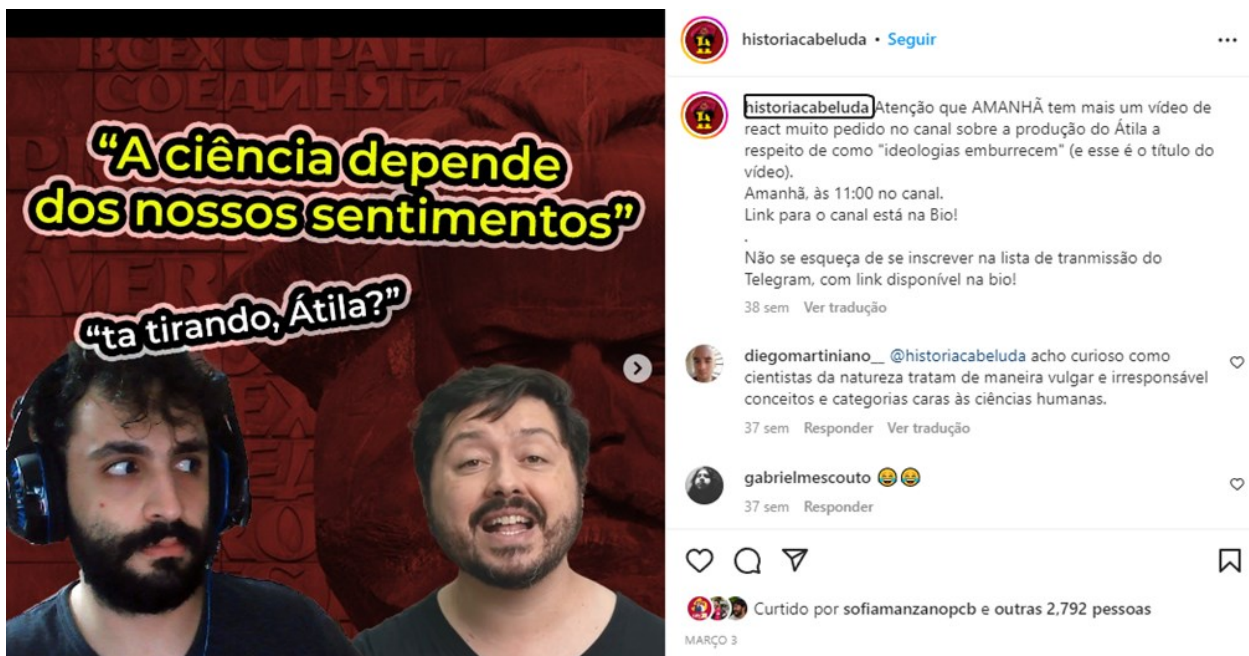 ВСЕХ СТРАН,
СОЕДИНЯЙ
“A ciência depende
dos nossos sentimentos”
“ta tirando, Átila?”
historiacabeluda • Seguir
historiacabeluda Atenção que AMANHÃ tem mais um vídeo de
react muito pedido no canal sobre a produção do Átila a
respeito de como "ideologias emburrecem" (e esse é o título do
vídeo).
Amanhã, às 11:00 no canal.
Link para o canal está na Bio!
.
Não se esqueça de se inscrever na lista de tranmissão do
Telegram, com link disponível na bio!
38 sem Ver tradução
diegomartiniano__ @historiacabeluda acho curioso como
cientistas da natureza tratam de maneira vulgar e irresponsável
conceitos e categorias caras às ciências humanas.
37 sem Responder Ver tradução
gabrielmescouto 😂😂
37 sem Responder
Curtido por sofiamanzanopcb e outras 2,792 pessoas
MARÇO 3